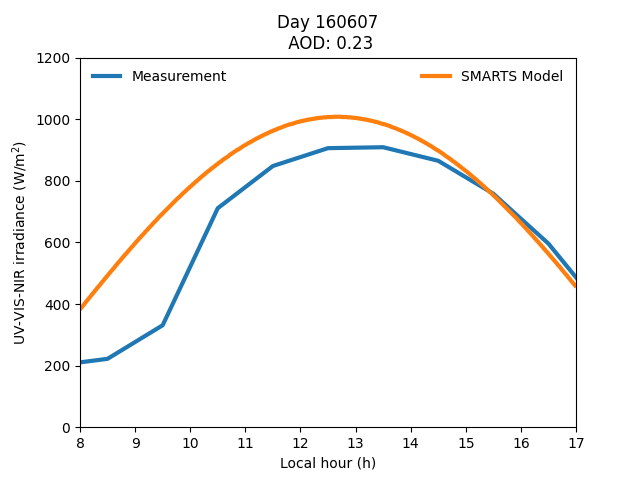 Day 160607
AOD: 0.23
Measurement
SMARTS Model
1200
1000
800
600
400
200
0
UV-VIS-NIR irradiance (W/m²)
8 9 10 11 12 13 14 15 16 17
Local hour (h)